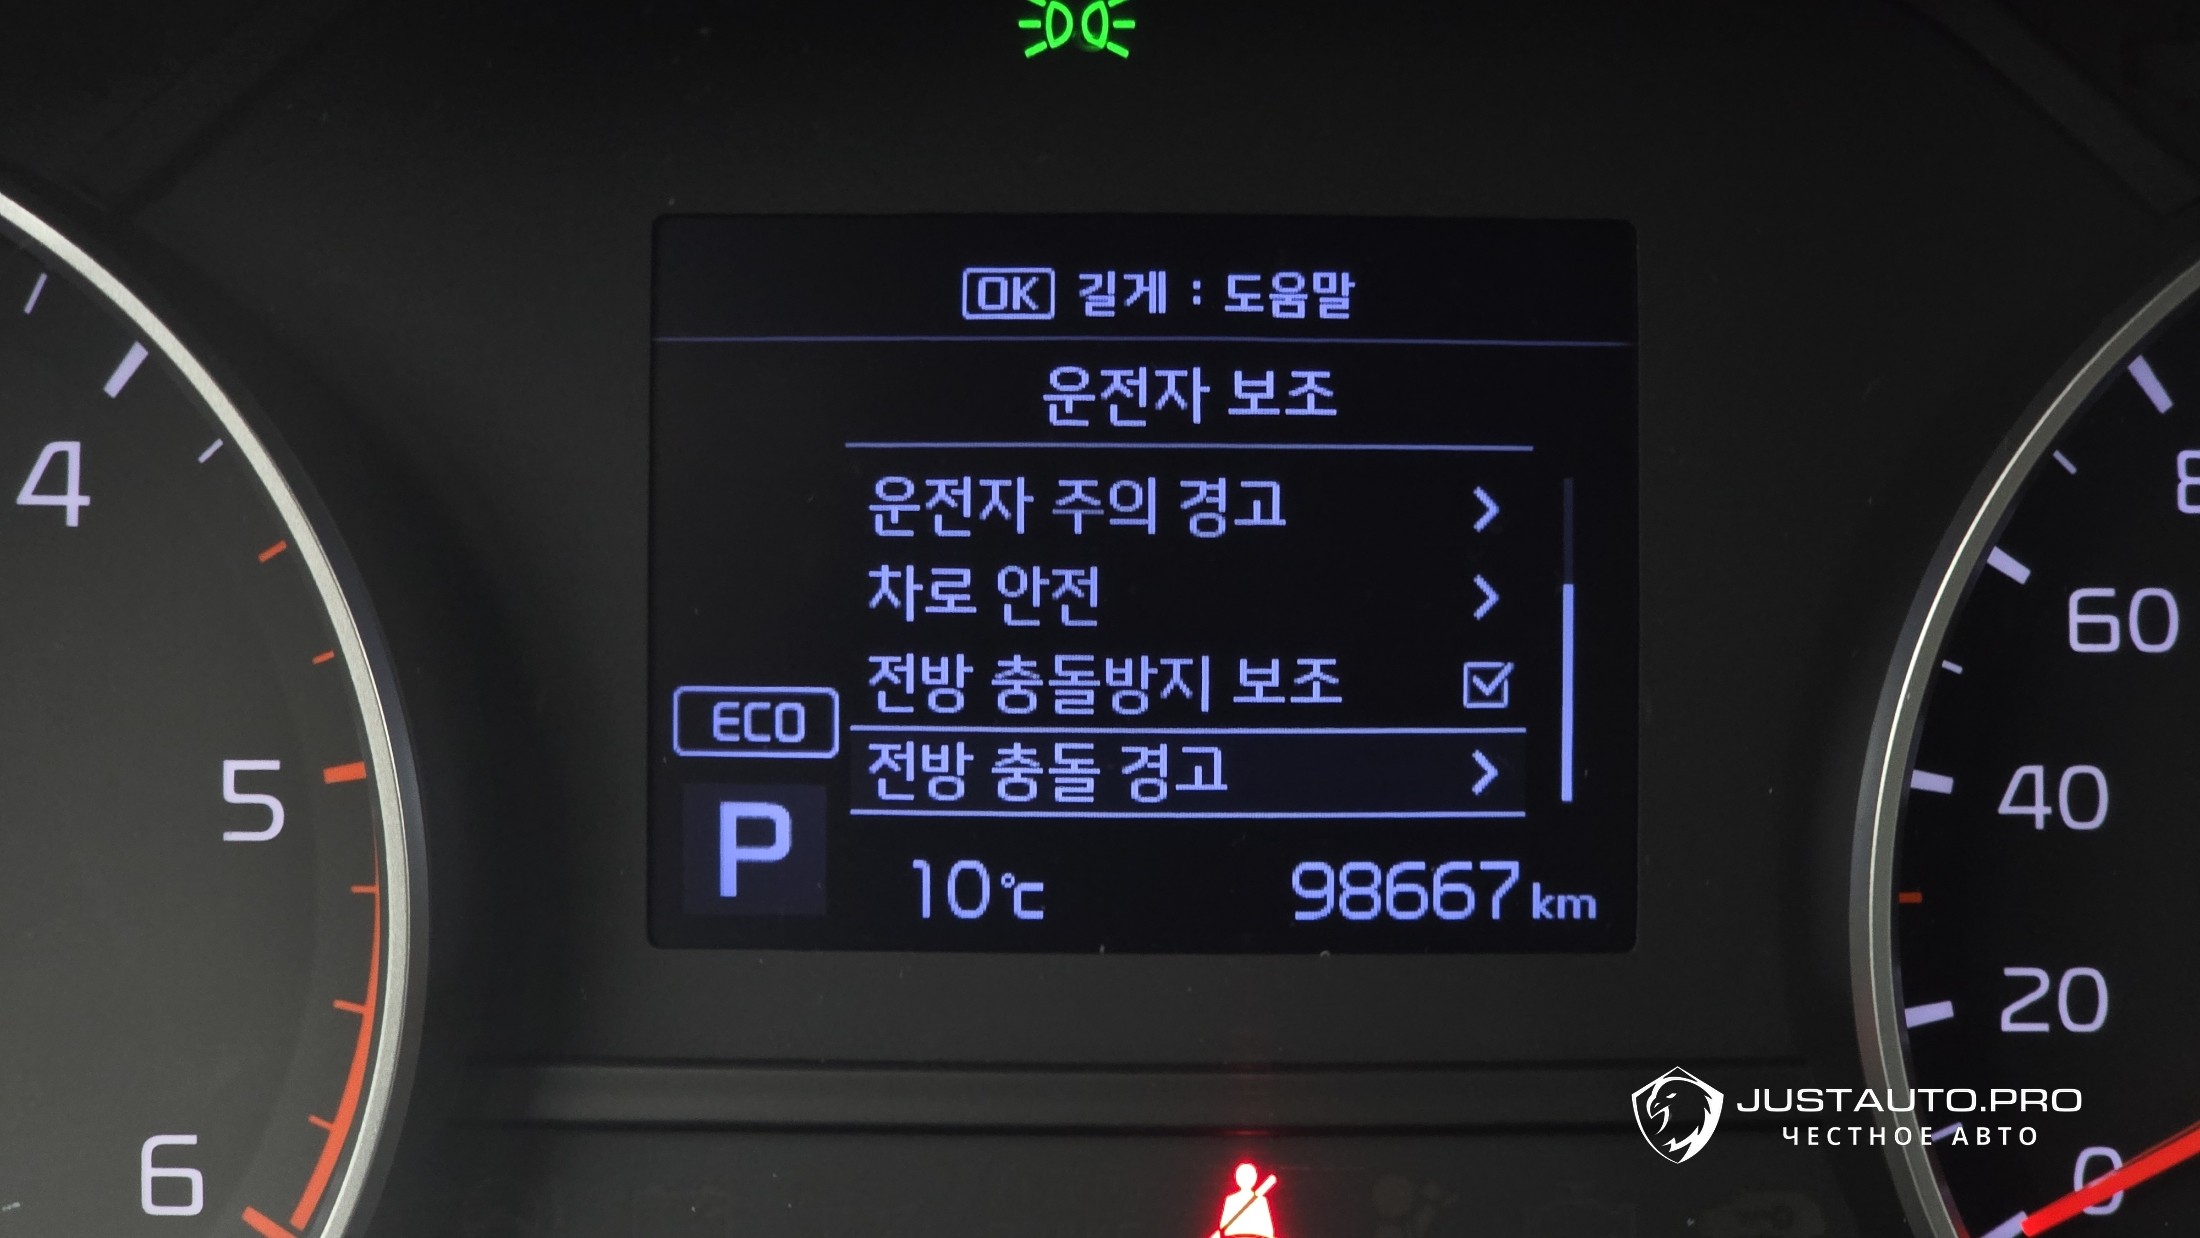 OK 길게 : 도움말
운전자 보조
운전자 주의 경고
차로 안전
전방 충돌방지 보조
전방 충돌 경고
ECO
P
10℃
98667 km
4
5
6
8
60
40
20
0
JUSTAUTO.PRO
ЧЕСТНОЕ АВТО